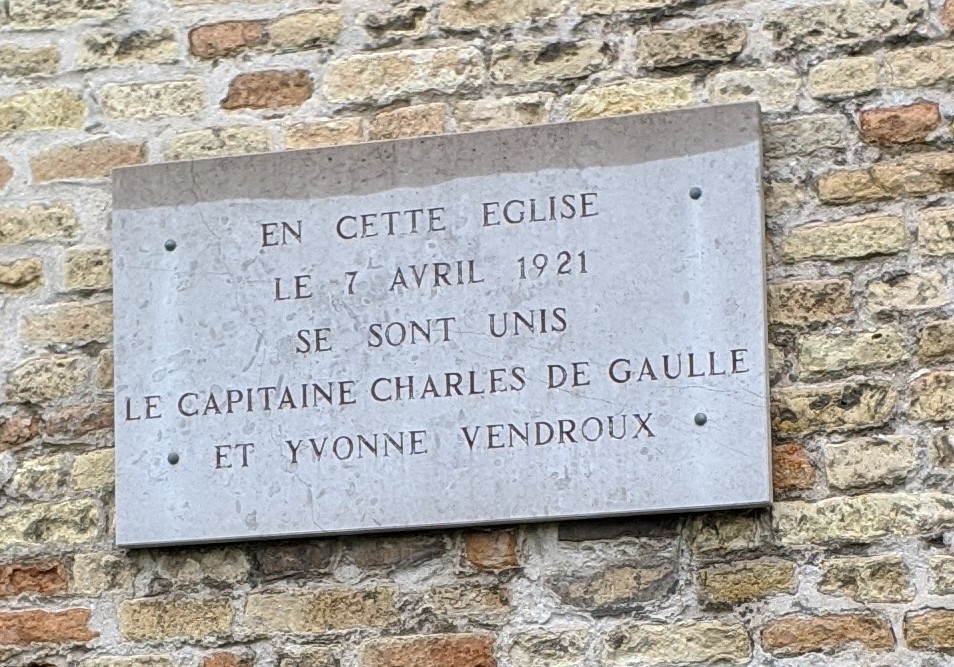 EN CETTE EGLISE
LE 7 AVRIL 1921
SE SONT UNIS
LE CAPITAINE CHARLES DE GAULLE
ET YVONNE VENDROUX